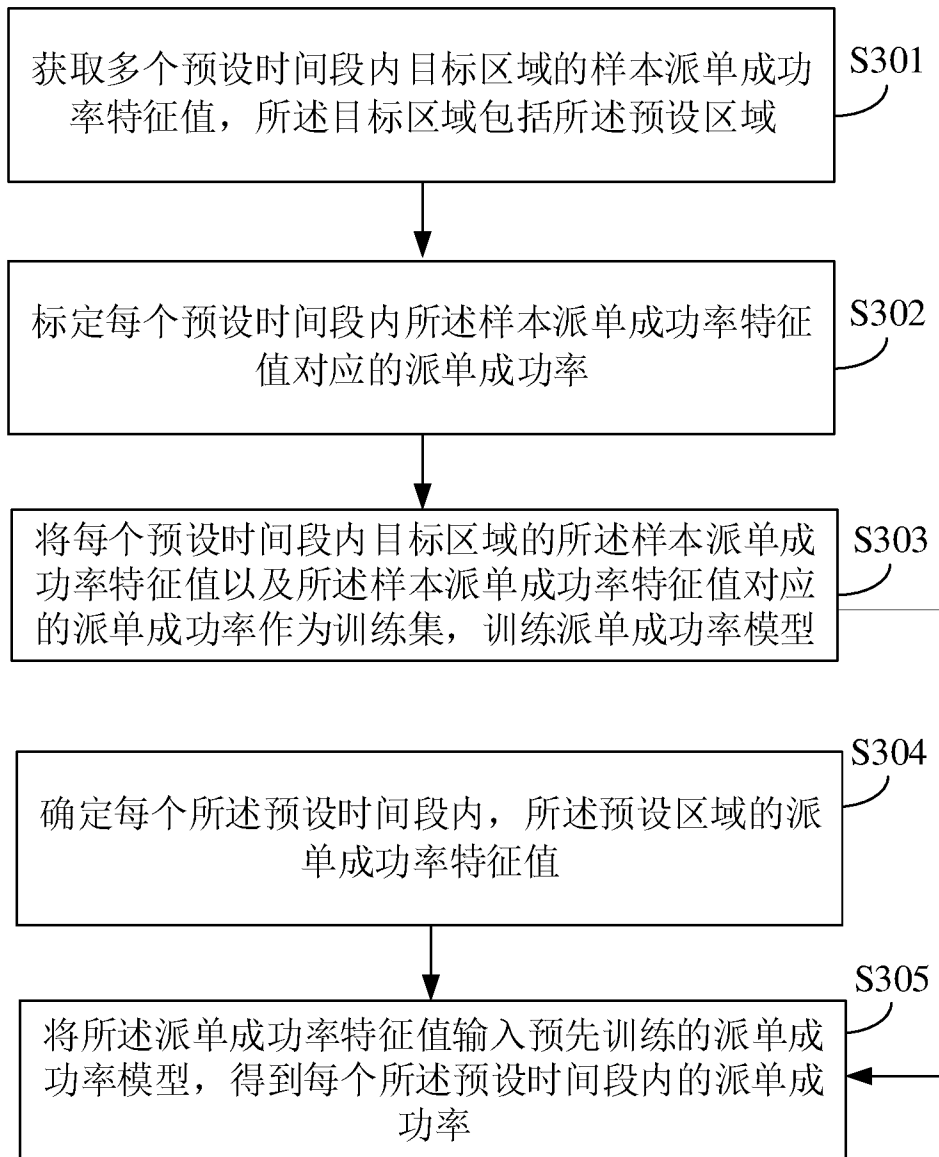 获取多个预设时间段内目标区域的样本派单成功
率特征值，所述目标区域包括所述预设区域
S301
标定每个预设时间段内所述样本派单成功率特征
值对应的派单成功率
S302
将每个预设时间段内目标区域的所述样本派单成
功率特征值以及所述样本派单成功率特征值对应
的派单成功率作为训练集，训练派单成功率模型
S303
确定每个所述预设时间段内，所述预设区域的派
单成功率特征值
S304
将所述派单成功率特征值输入预先训练的派单成
功率模型，得到每个所述预设时间段内的派单成
功率
S305